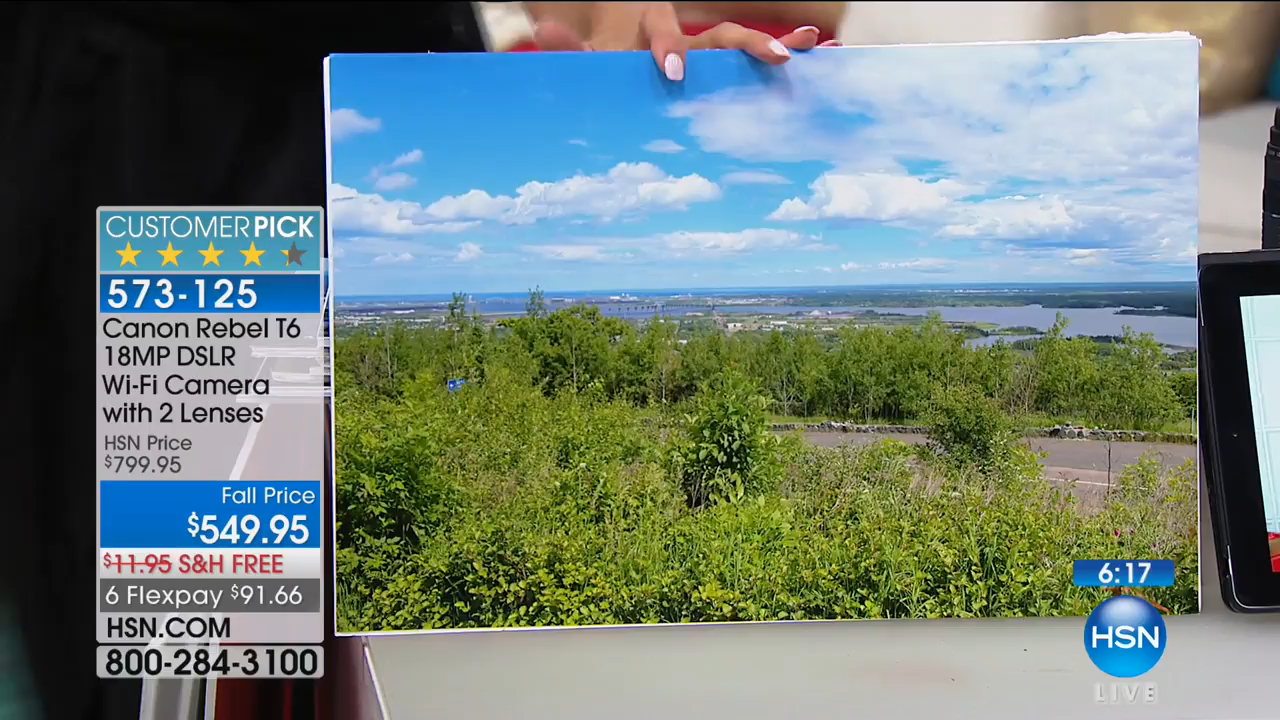 CUSTOMER PICK
573-125
Canon Rebel T6
18MP DSLR
Wi-Fi Camera
with 2 Lenses
HSN Price
$799.95
Fall Price
$549.95
$11.95 S&H FREE
6 Flexpay $91.66
HSN.COM
800-284-3100
6:17
HSN
LIVE